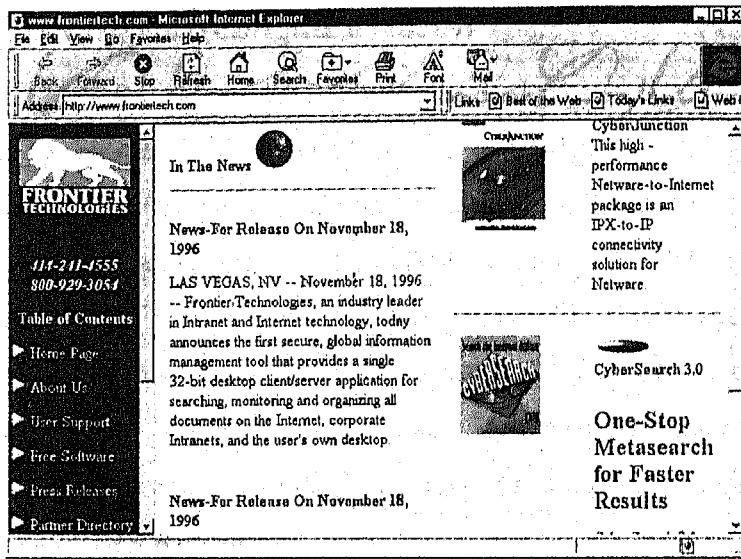 www.frontiertech.com - Microsoft Internet Explorer
File Edit View Go Favorites Help
Back Forward Stop Refresh Home Search Favorites Print Font Mail
Address http://www.frontiertech.com
Links Best of the Web Today's Links Web
FRONTIER
TECHNOLOGIES
414-241-4555
800-929-3054
Table of Contents
Home Page
About Us
User Support
Free Software
Press Releases
Partner Directory
In The News
News-For Release On November 18,
1996
LAS VEGAS, NV -- November 18, 1996
-- Frontier Technologies, an industry leader
in Intranet and Internet technology, today
announces the first secure, global information
management tool that provides a single
32-bit desktop client/server application for
searching, monitoring and organizing all
documents on the Internet, corporate
Intranets, and the user's own desktop.
News-For Release On November 18,
1996
CYBERJUNCTION
CyberJunction
This high -
performance
Netware-to-Internet
package is an
IPX-to-IP
connectivity
solution for
Netware.
CYBERSEARCH
CyberSearch 3.0
One-Stop
Metasearch
for Faster
Results